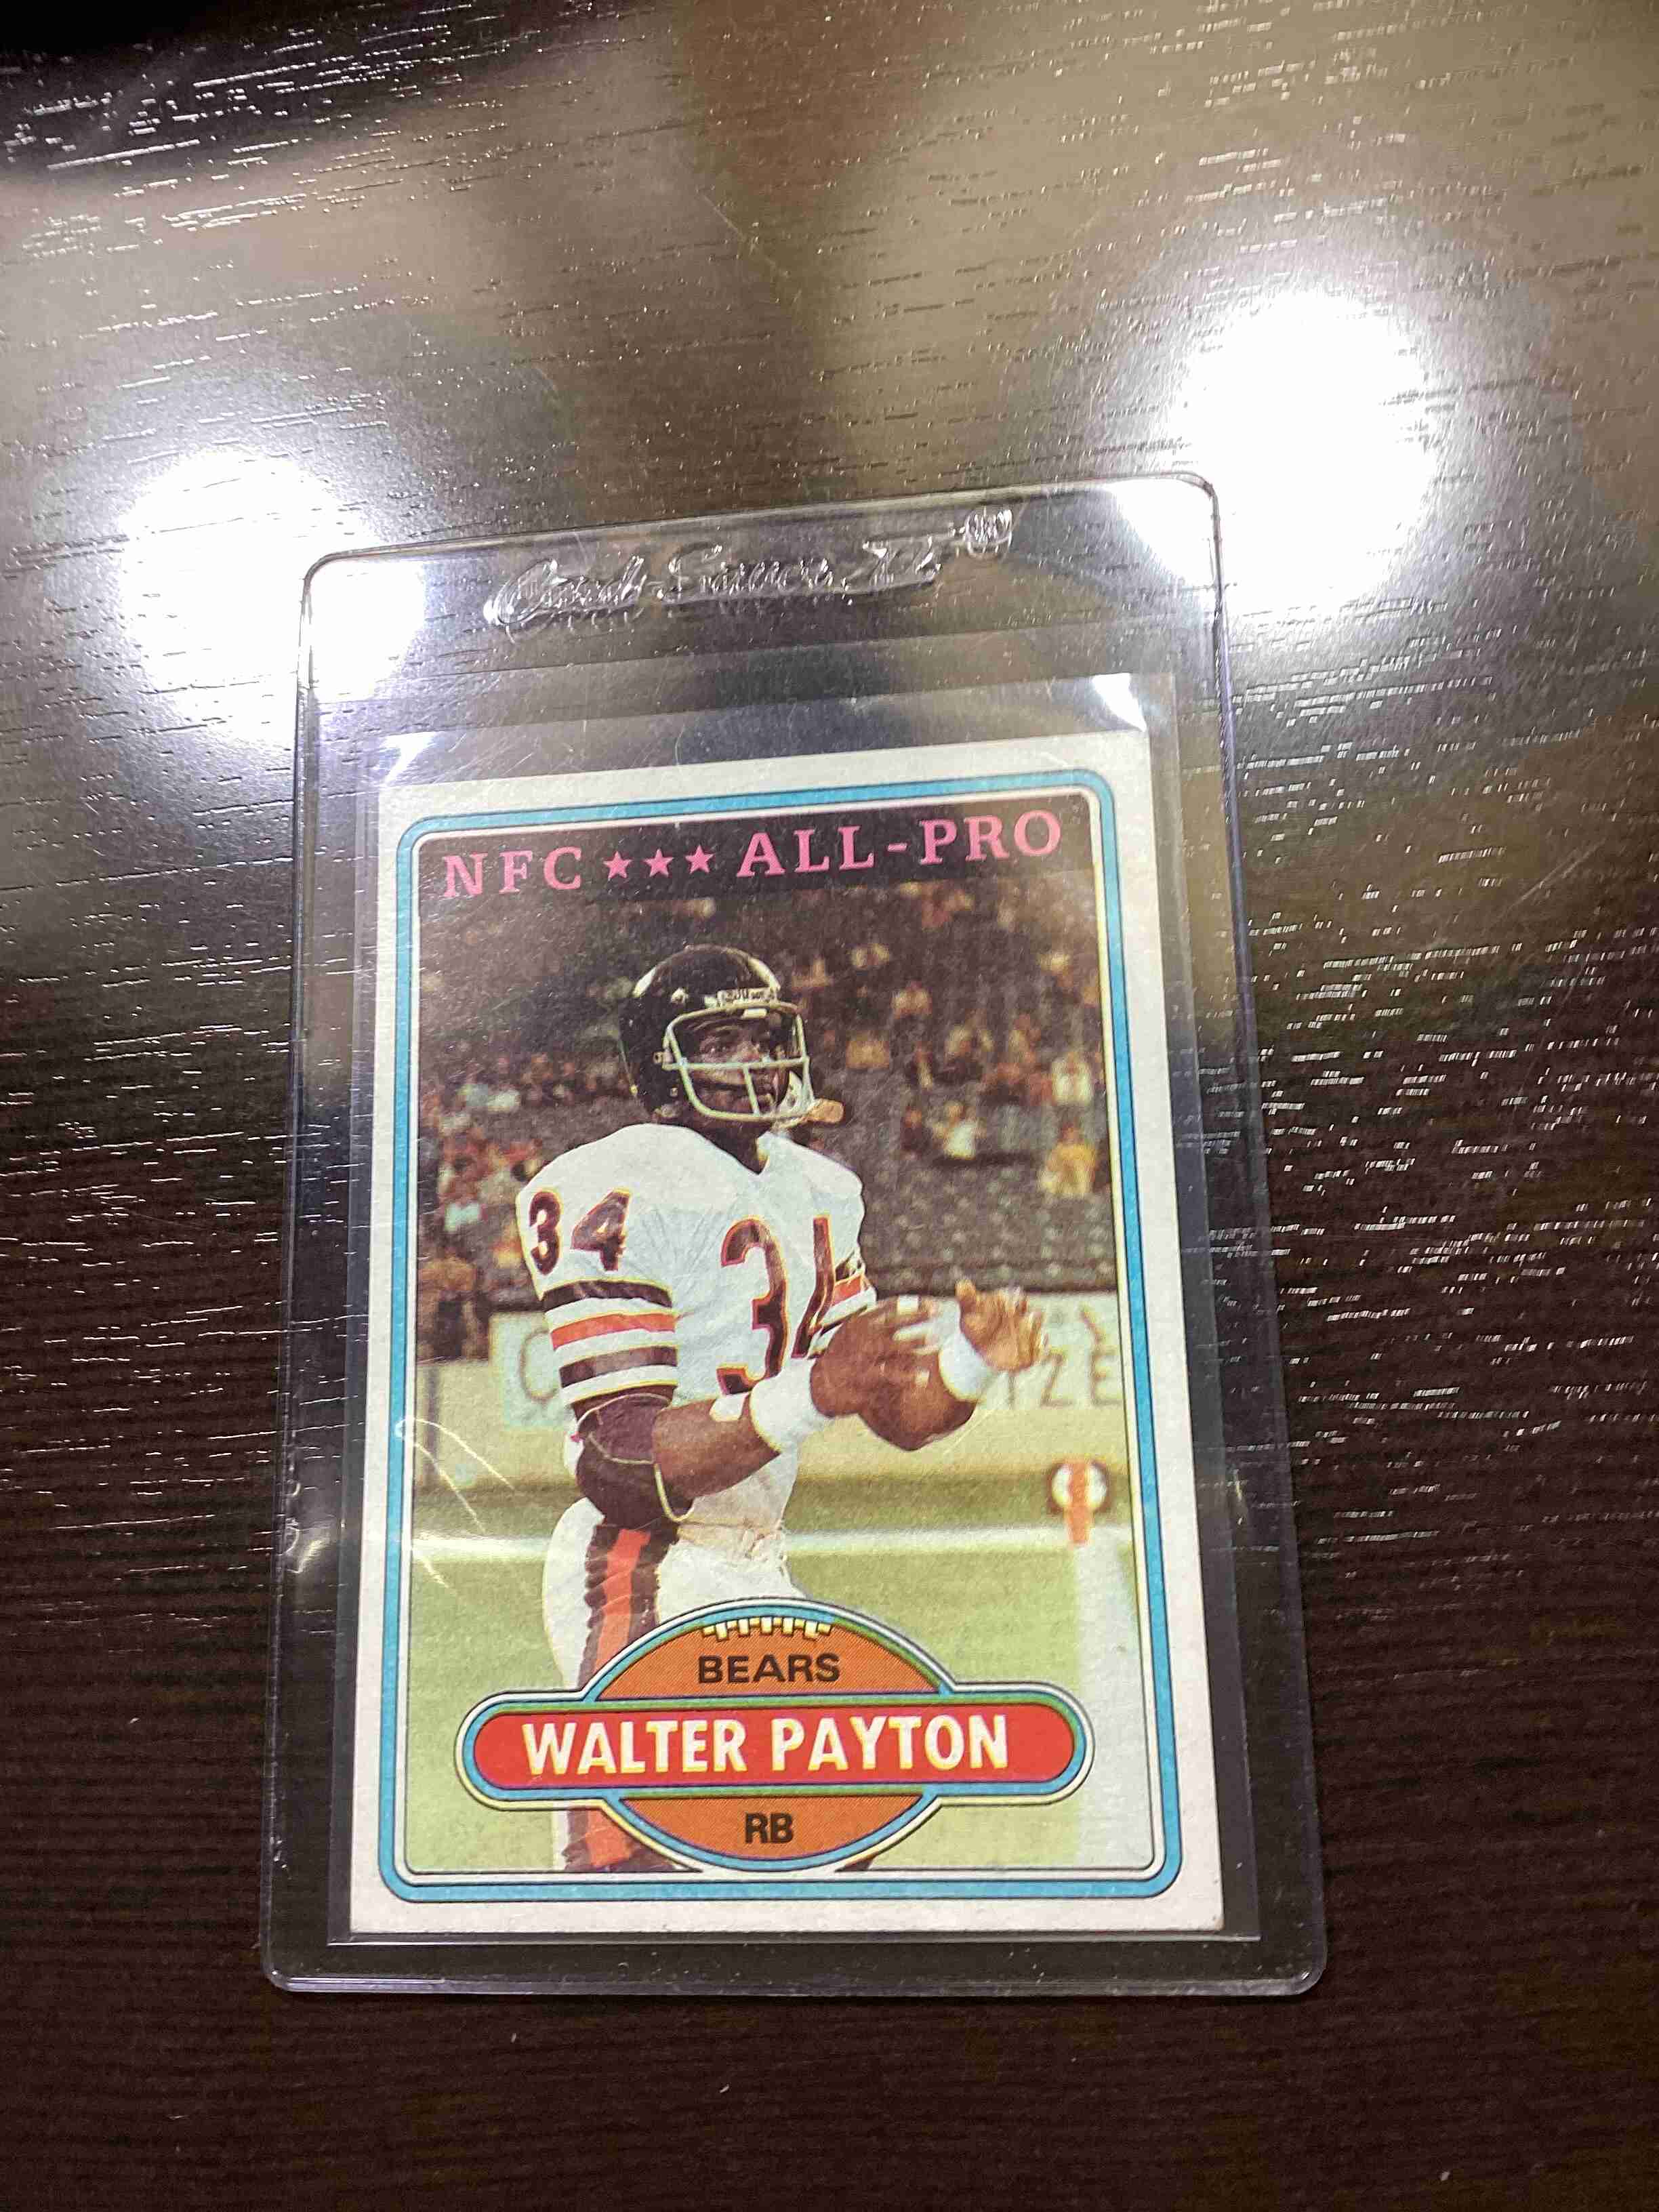 Card-Saver II®
NFC ★★★ ALL-PRO
34
34
BEARS
WALTER PAYTON
RB